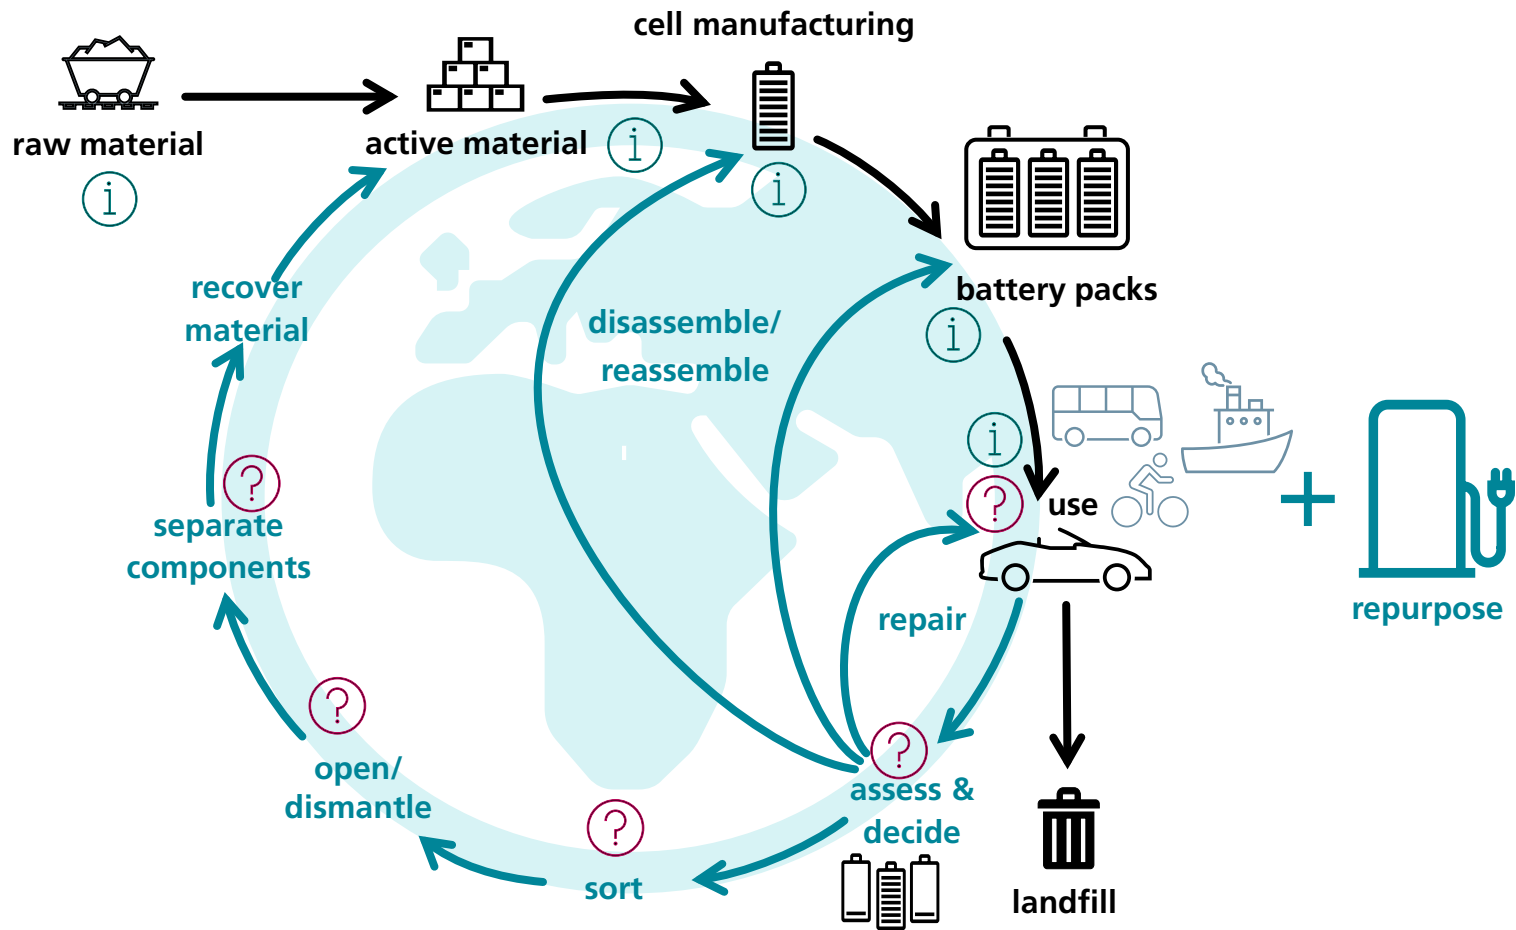 cell manufacturing
raw material
i
active material
i
i
battery packs
i
recover
material
disassemble/
reassemble
i
?
use
+
repurpose
?
separate
components
repair
?
open/
dismantle
?
assess &
decide
?
sort
landfill